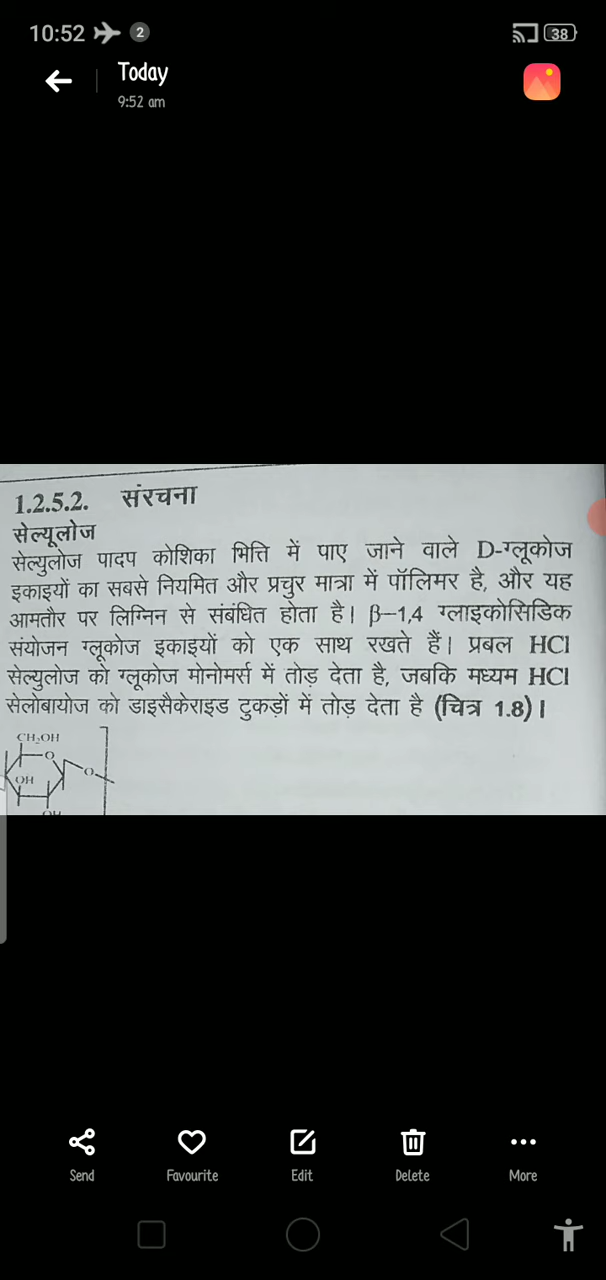 10:52 2 38
Today
9:52 am
1.2.5.2. संरचना
सेल्यूलोज
सेल्युलोज पादप कोशिका भित्ति में पाए जाने वाले D-ग्लूकोज
इकाइयों का सबसे नियमित और प्रचुर मात्रा में पॉलिमर है, और यह
आमतौर पर लिग्निन से संबंधित होता है। β–1,4 ग्लाइकोसिडिक
संयोजन ग्लूकोज इकाइयों को एक साथ रखते हैं। प्रबल HCl
सेल्युलोज को ग्लूकोज मोनोमर्स में तोड़ देता है, जबकि मध्यम HCl
सेलोबायोज को डाइसैकेराइड टुकड़ों में तोड़ देता है (चित्र 1.8)।
CH₂OH
O
O
OH
OH
Send Favourite Edit Delete More